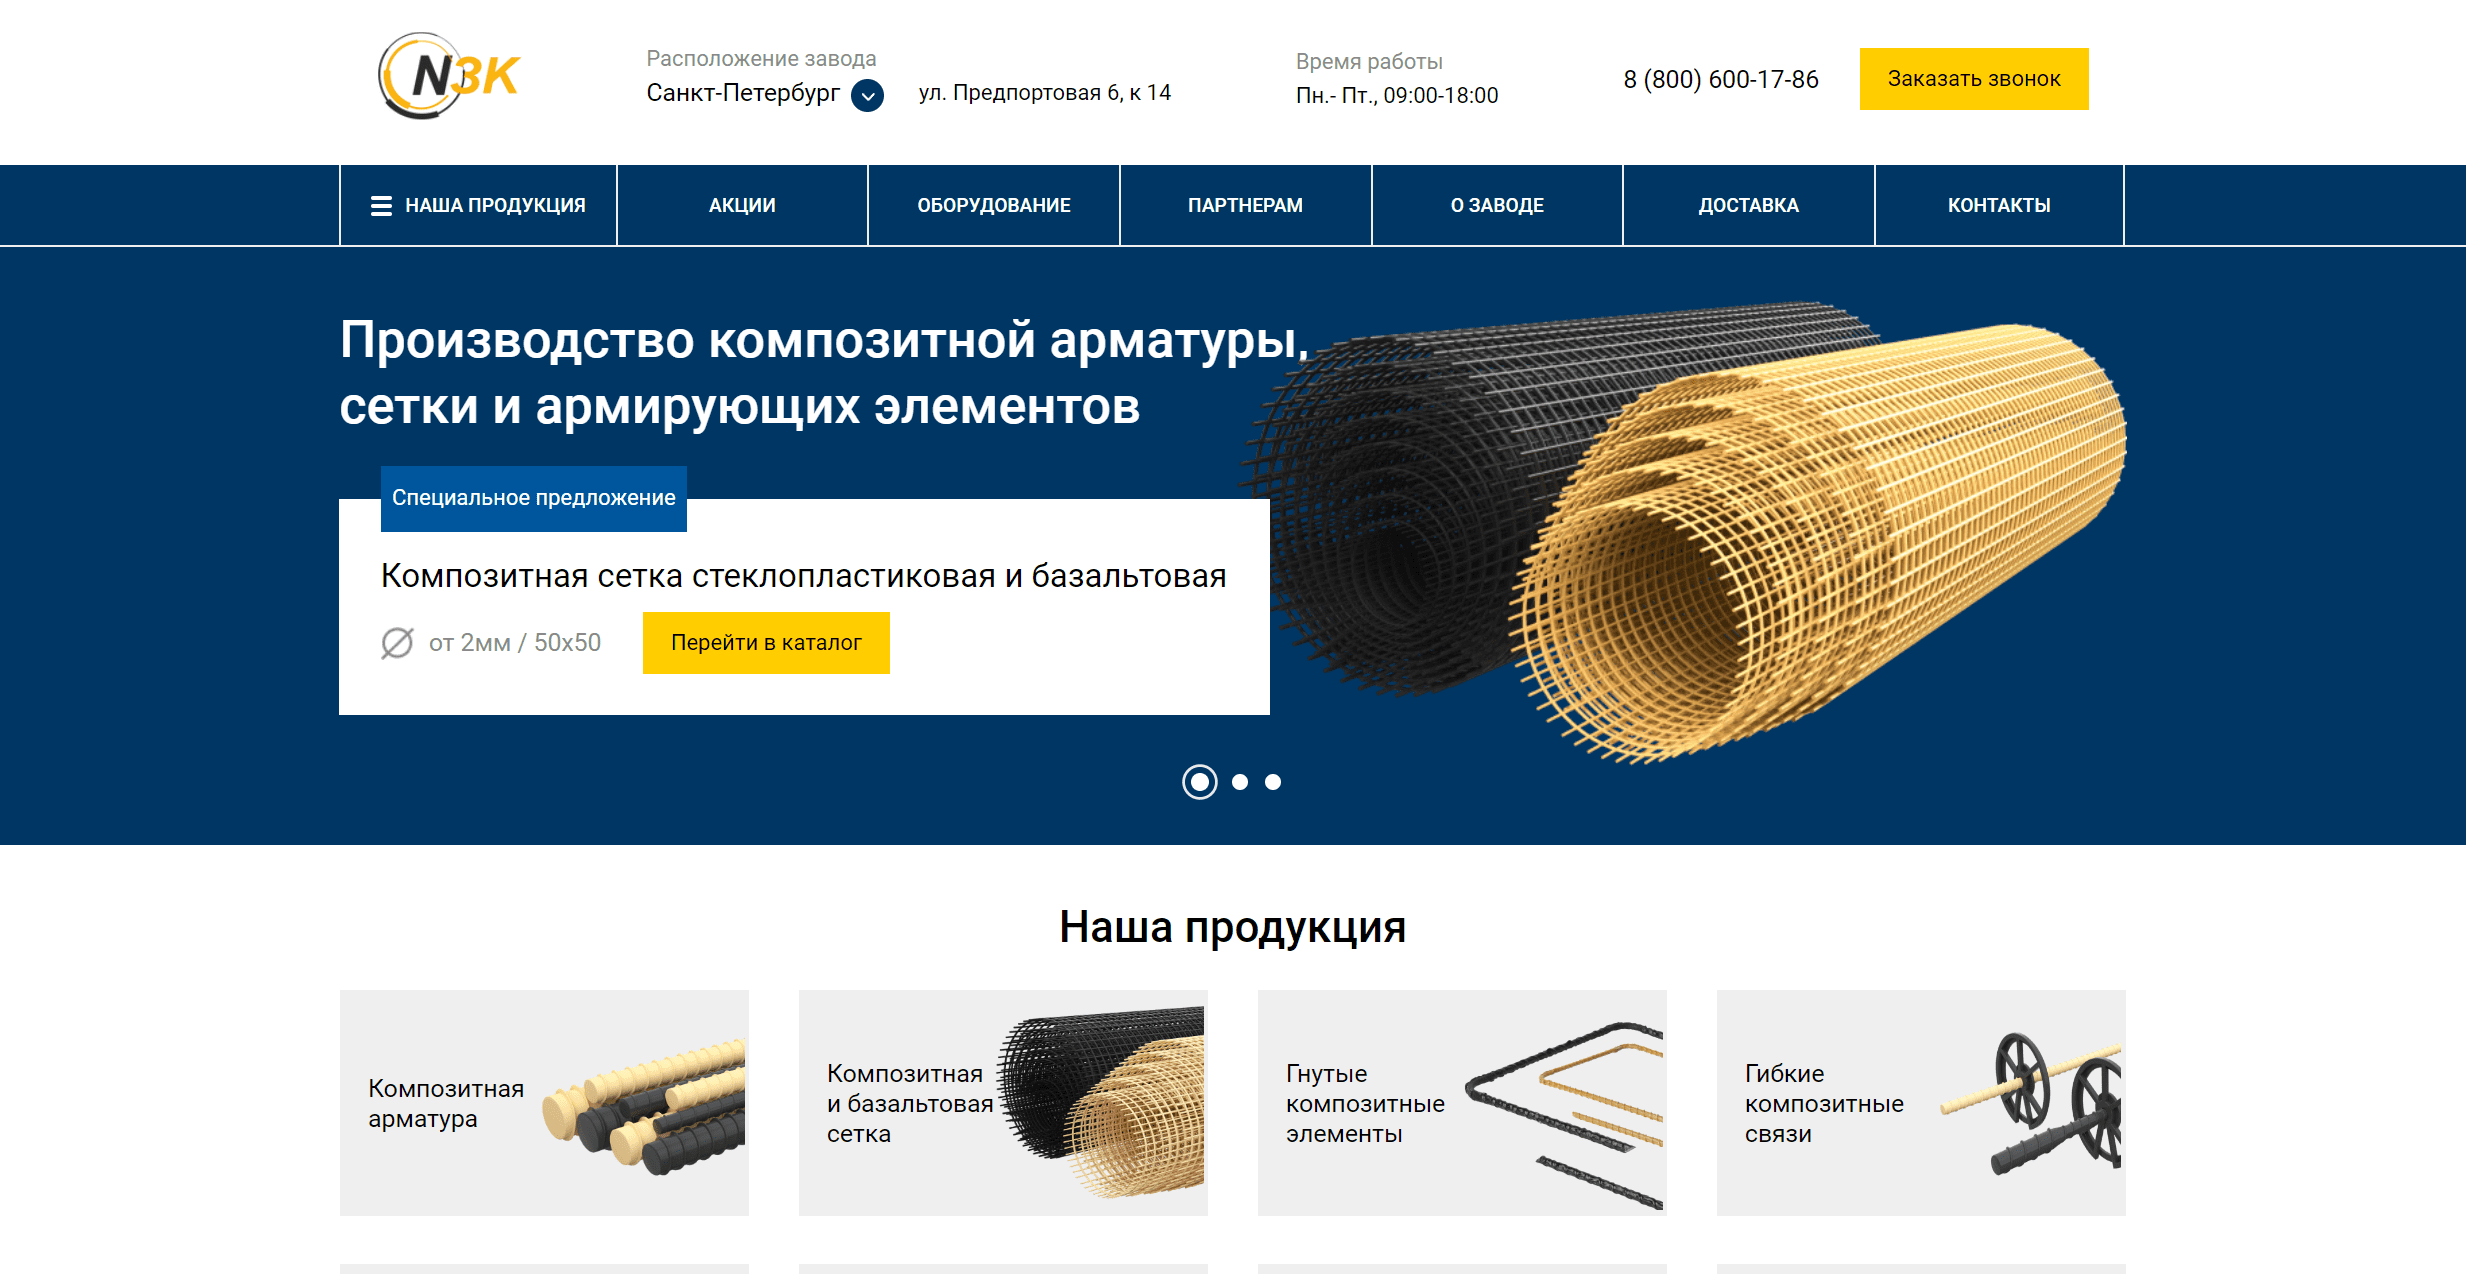 NЗК
Расположение завода
Санкт-Петербург
ул. Предпортовая 6, к 14
Время работы
Пн.- Пт., 09:00-18:00
8 (800) 600-17-86
Заказать звонок
НАША ПРОДУКЦИЯ
АКЦИИ
ОБОРУДОВАНИЕ
ПАРТНЕРАМ
О ЗАВОДЕ
ДОСТАВКА
КОНТАКТЫ
Производство композитной арматуры,
сетки и армирующих элементов
Специальное предложение
Композитная сетка стеклопластиковая и базальтовая
от 2мм / 50х50
Перейти в каталог
Наша продукция
Композитная
арматура
Композитная
и базальтовая
сетка
Гнутые
композитные
элементы
Гибкие
композитные
связи